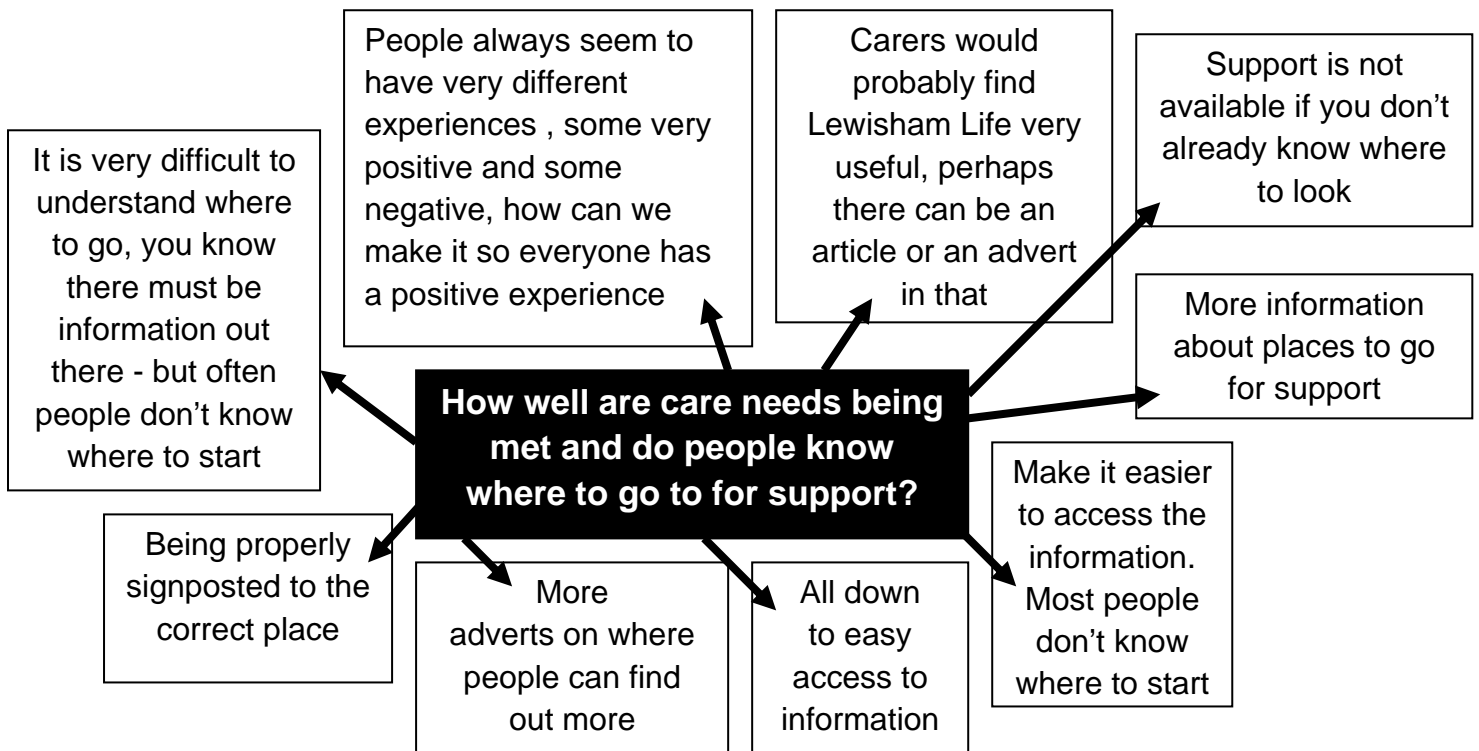 People always seem to
have very different
experiences , some very
positive and some
negative, how can we
make it so everyone has
a positive experience
Carers would
probably find
Lewisham Life very
useful, perhaps
there can be an
article or an advert
in that
Support is not
available if you don’t
already know where
to look
It is very difficult to
understand where
to go, you know
there must be
information out
there - but often
people don’t know
where to start
More information
about places to go
for support
How well are care needs being
met and do people know
where to go to for support?
Make it easier
to access the
information.
Most people
don’t know
where to start
Being properly
signposted to the
correct place
More
adverts on where
people can find
out more
All down
to easy
access to
information